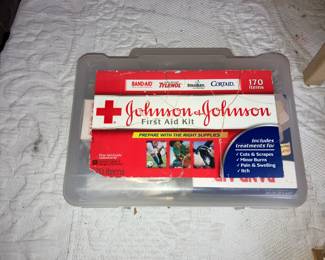 BAND-AID
TYLENOL
CORTAID.
170
items
Johnson & Johnson
First Aid Kit
PREPARE WITH THE RIGHT SUPPLIES
Includes
treatments for
✓ Cuts & Scrapes
✓ Minor Burns
✓ Pain & Swelling
✓ Itch